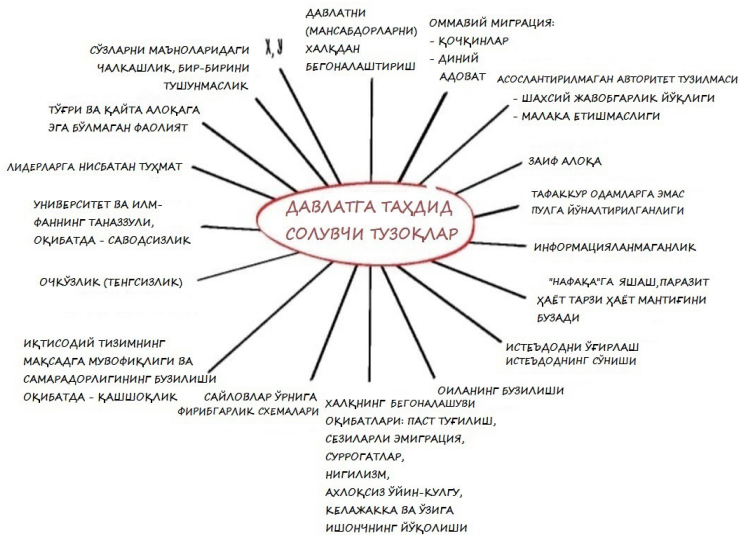 ДАВЛАТНИ
(МАНСАБДОРЛАРНИ)
ХАЛҚДАН
БЕГОНАЛАШТИРИШ
ОММАВИЙ МИГРАЦИЯ:
- ҚОЧҚИНЛАР
- ДИНИЙ
АДОВАТ
АСОСЛАНТИРИЛМАГАН АВТОРИТЕТ ТУЗИЛМАСИ
- ШАХСИЙ ЖАВОБГАРЛИК ЙЎҚЛИГИ
- МАЛАКА ЕТИШМАСЛИГИ
ЗАИФ АЛОҚА
ТАФАККУР ОДАМЛАРГА ЭМАС
ПУЛГА ЙЎНАЛТИРИЛГАНЛИГИ
ИНФОРМАЦИЯЛАНМАГАНЛИК
"НАФАҚА"ГА ЯШАШ,ПАРАЗИТ
ҲАЁТ ТАРЗИ ҲАЁТ МАНТИҒИНИ
БУЗАДИ
ИСТЕЪДОДНИ ЎҒИРЛАШ
ИСТЕЪДОДНИНГ СЎНИШИ
ОИЛАНИНГ БУЗИЛИШИ
ХАЛҚНИНГ БЕГОНАЛАШУВИ
ОҚИБАТЛАРИ: ПАСТ ТУҒИЛИШ,
СЕЗИЛАРЛИ ЭМИГРАЦИЯ,
СУРРОГАТЛАР,
НИГИЛИЗМ,
АХЛОҚСИЗ ЎЙИН-КУЛГУ,
КЕЛАЖАККА ВА ЎЗИГА
ИШОНЧНИНГ ЙЎҚОЛИШИ
САЙЛОВЛАР ЎРНИГА
ФИРИБГАРЛИК СХЕМАЛАРИ
ИҚТИСОДИЙ ТИЗИМНИНГ
МАҚСАДГА МУВОФИҚЛИГИ ВА
САМАРАДОРЛИГИНИНГ БУЗИЛИШИ
ОҚИБАТДА - ҚАШШОҚЛИК
ОЧКЎЗЛИК (ТЕНГСИЗЛИК)
УНИВЕРСИТЕТ ВА ИЛМ-
ФАННИНГ ТАНАЗЗУЛИ,
ОҚИБАТДА - САВОДСИЗЛИК
ЛИДЕРЛАРГА НИСБАТАН ТУҲМАТ
ТЎҒРИ ВА ҚАЙТА АЛОҚАГА
ЭГА БЎЛМАГАН ФАОЛИЯТ
СЎЗЛАРНИ МАЪНОЛАРИДАГИ
ЧАЛКАШЛИК, БИР-БИРИНИ
ТУШУНМАСЛИК
Х, У
ДАВЛАТГА ТАҲДИД
СОЛУВЧИ ТУЗОҚЛАР